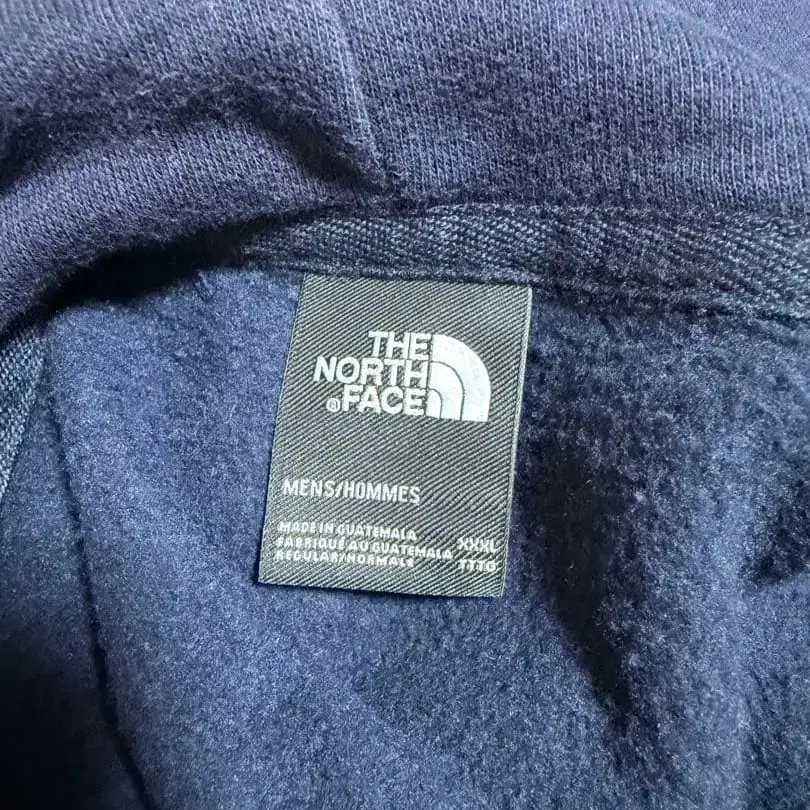 THE
NORTH
®FACE
MENS/HOMMES
MADE IN GUATEMALA
FABRIQUÉ AU GUATEMALA XXXL
REGULAR/NORMALE TTTG